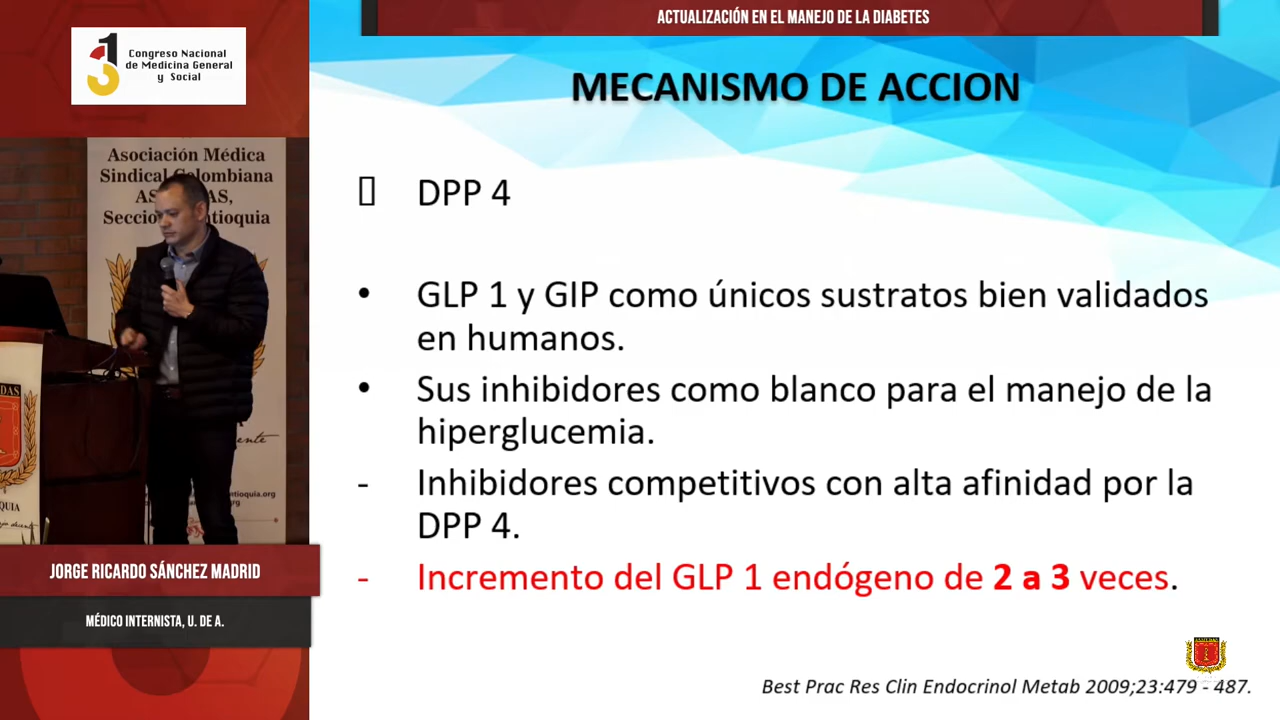 ACTUALIZACIÓN EN EL MANEJO DE LA DIABETES
13
Congreso Nacional
de Medicina General
y Social
MECANISMO DE ACCION
DPP 4
• GLP 1 y GIP como únicos sustratos bien validados
en humanos.
• Sus inhibidores como blanco para el manejo de la
hiperglucemia.
- Inhibidores competitivos con alta afinidad por la
DPP 4.
- Incremento del GLP 1 endógeno de 2 a 3 veces.
Best Prac Res Clin Endocrinol Metab 2009;23:479 - 487.
Asociación Médica
Sindical Colombiana
JORGE RICARDO SÁNCHEZ MADRID
MÉDICO INTERNISTA, U. DE A.